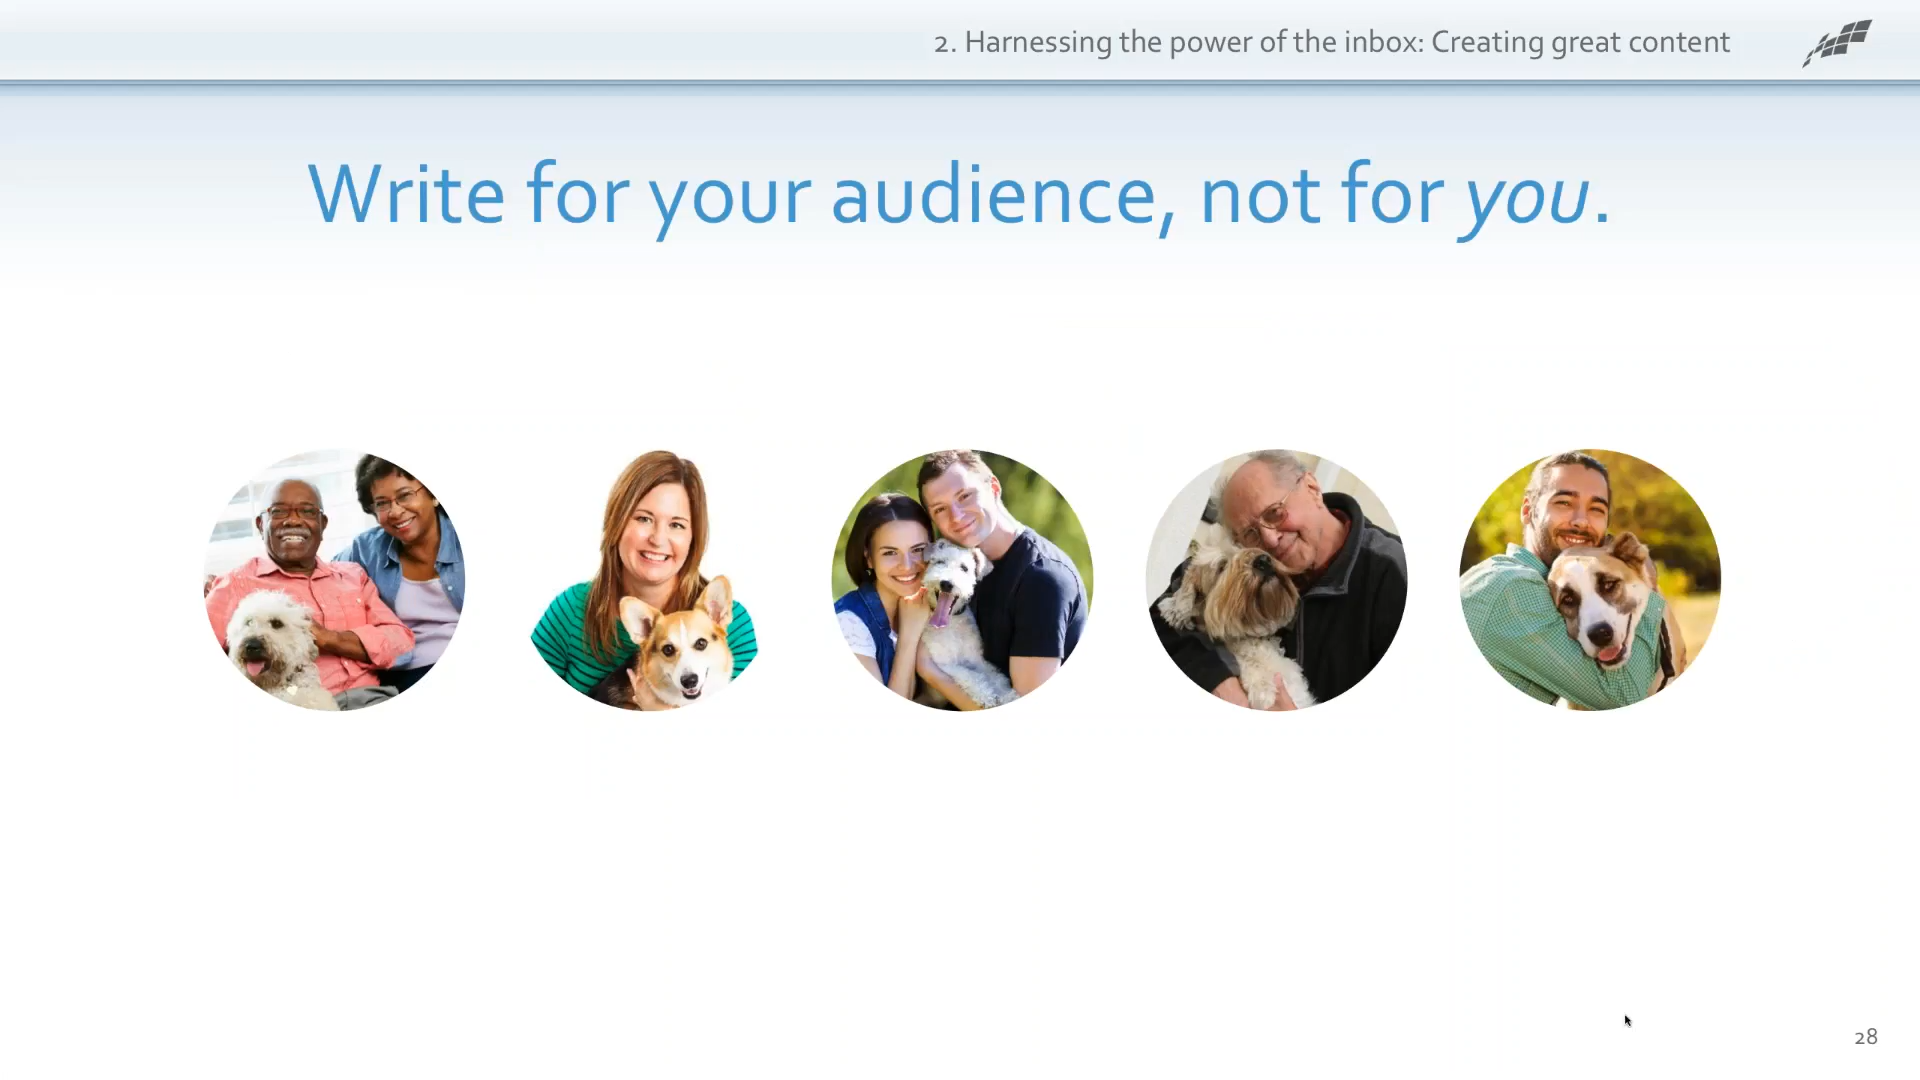 2. Harnessing the power of the inbox: Creating great content
Write for your audience, not for you.
28